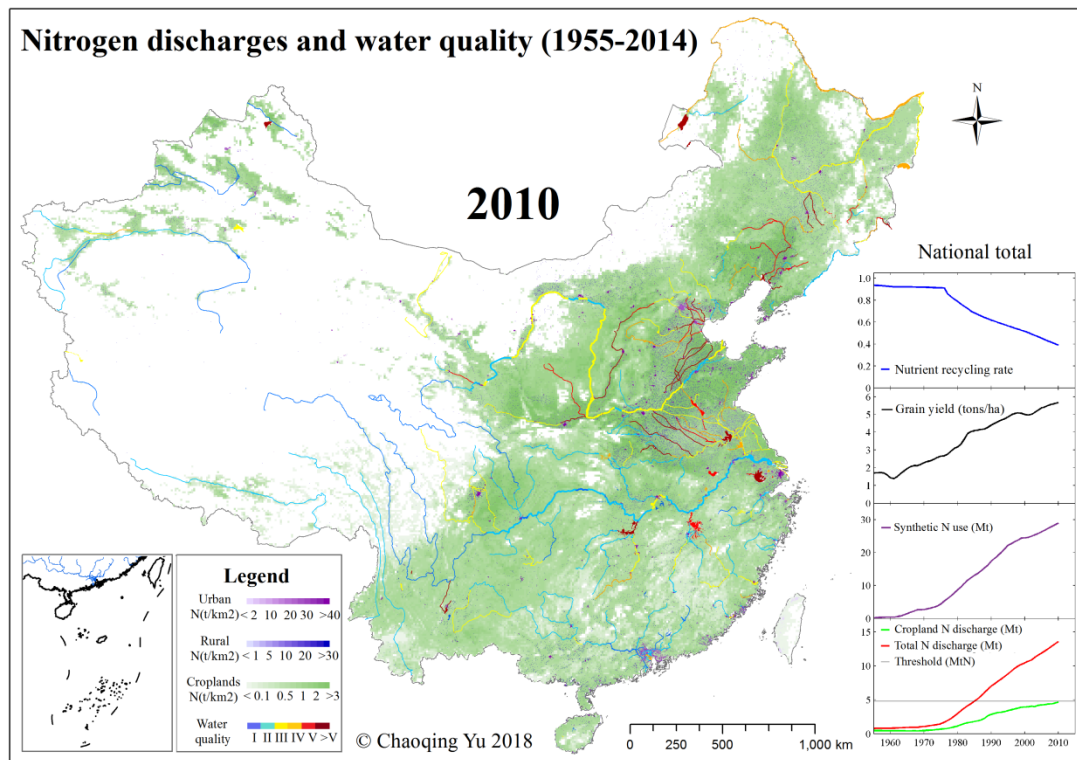 Nitrogen discharges and water quality (1955-2014)
N
2010
National total
1.0
0.8
0.6
0.4
0.2
0
Nutrient recycling rate
6
5
4
3
2
1
0
Grain yield (tons/ha)
30
20
10
0
Synthetic N use (Mt)
15
10
5
0
Cropland N discharge (Mt)
Total N discharge (Mt)
Threshold (MtN)
1960 1970 1980 1990 2000 2010
Legend
Urban
N(t/km2) < 2 10 20 30 >40
Rural
N(t/km2) < 1 5 10 20 >30
Croplands
N(t/km2) < 0.1 0.5 1 2 >3
Water
quality I II III IV V >V
© Chaoqing Yu 2018
0 250 500 1,000 km